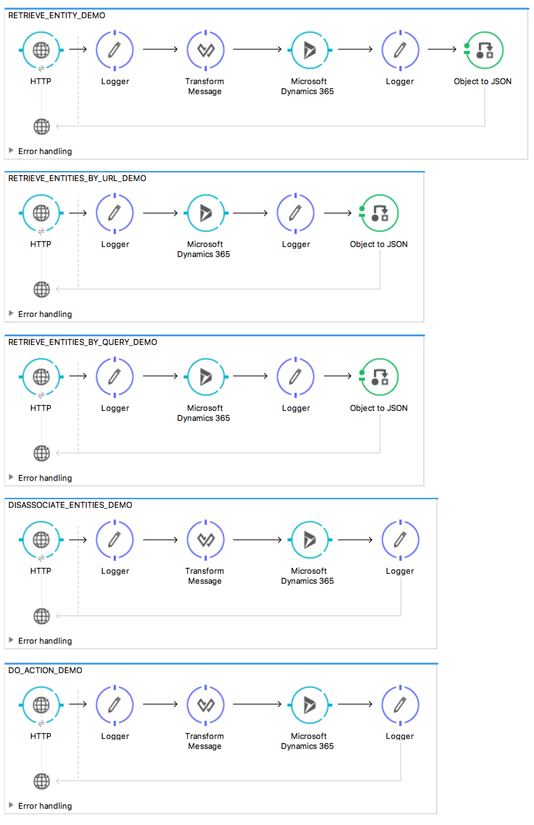 RETRIEVE_ENTITY_DEMO
HTTP
Logger
Transform
Message
Microsoft
Dynamics 365
Logger
Object to JSON
Error handling
RETRIEVE_ENTITIES_BY_URL_DEMO
HTTP
Logger
Microsoft
Dynamics 365
Logger
Object to JSON
Error handling
RETRIEVE_ENTITIES_BY_QUERY_DEMO
HTTP
Logger
Microsoft
Dynamics 365
Logger
Object to JSON
Error handling
DISASSOCIATE_ENTITIES_DEMO
HTTP
Logger
Transform
Message
Microsoft
Dynamics 365
Logger
Error handling
DO_ACTION_DEMO
HTTP
Logger
Transform
Message
Microsoft
Dynamics 365
Logger
Error handling